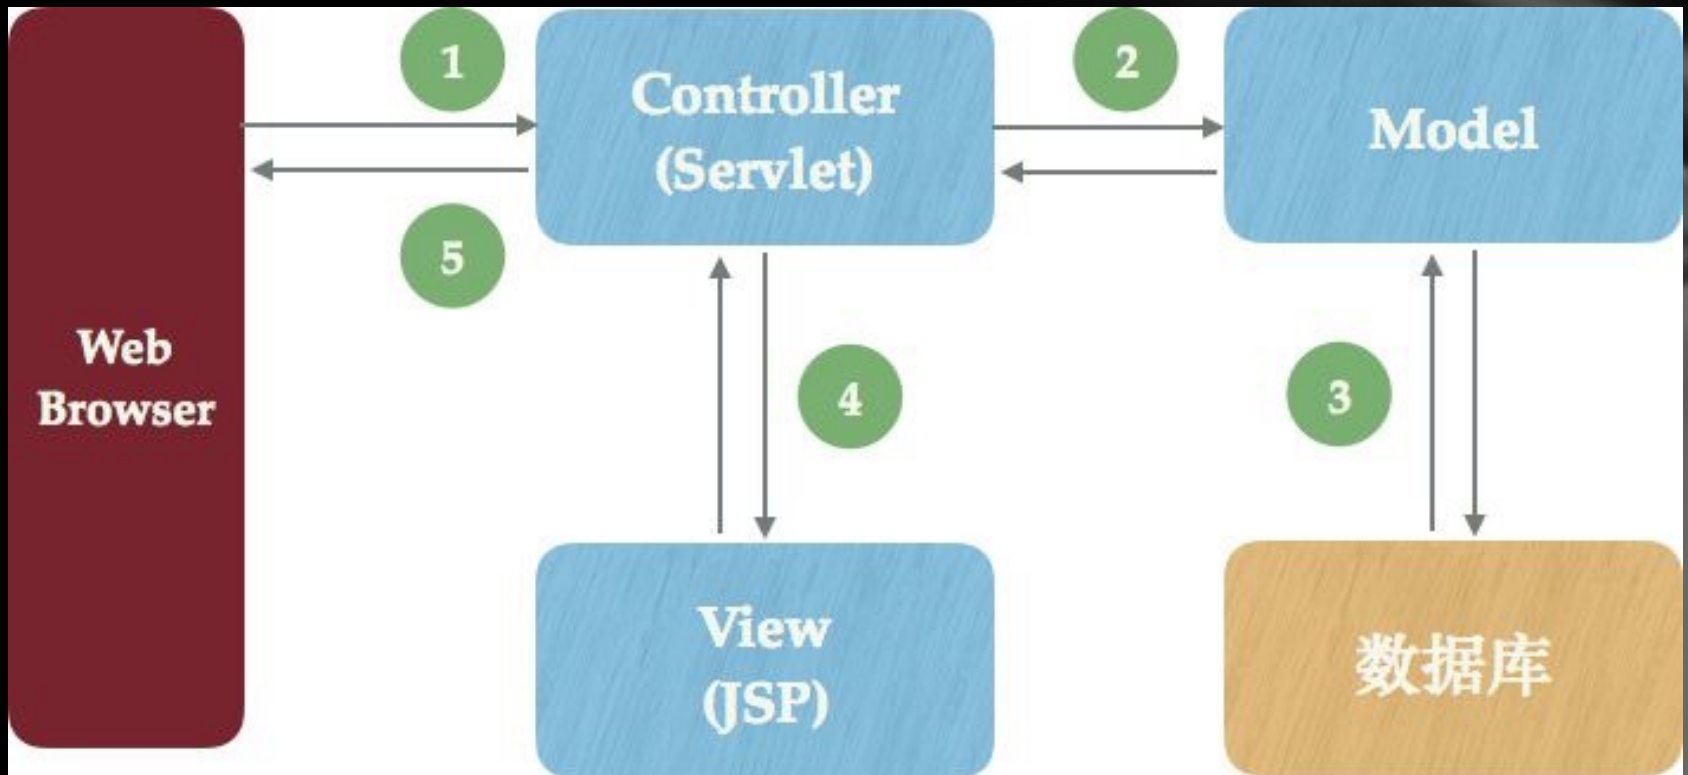 1
Controller
(Servlet)
2
Model
5
Web
Browser
4
3
View
(JSP)
数据库